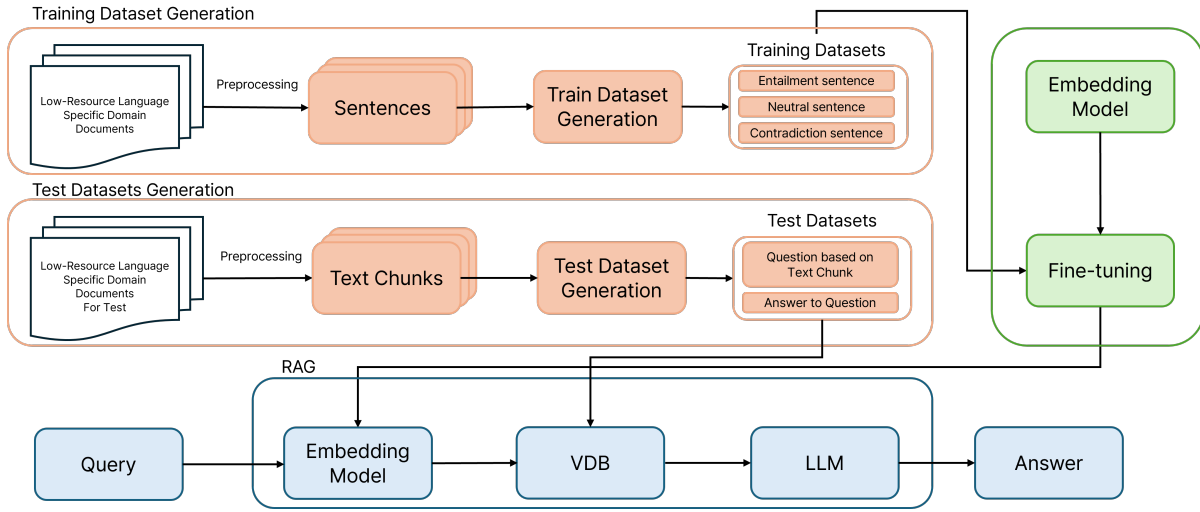 Training Dataset Generation
Low-Resource Language
Specific Domain
Documents
Preprocessing
Sentences
Train Dataset
Generation
Training Datasets
Entailment sentence
Neutral sentence
Contradiction sentence
Embedding
Model
Fine-tuning
Test Datasets Generation
Low-Resource Language
Specific Domain
Documents
For Test
Preprocessing
Text Chunks
Test Dataset
Generation
Test Datasets
Question based on
Text Chunk
Answer to Question
RAG
Query
Embedding
Model
VDB
LLM
Answer